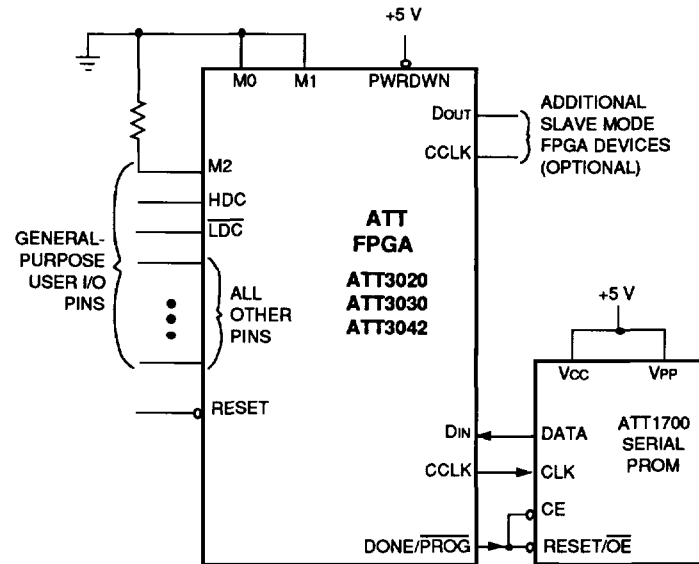 +5 V
M0 M1 PWRDWN
DOUT
CCLK
ADDITIONAL
SLAVE MODE
FPGA DEVICES
(OPTIONAL)
M2
HDC
LDC
GENERAL-
PURPOSE
USER I/O
PINS
ALL
OTHER
PINS
ATT
FPGA
ATT3020
ATT3030
ATT3042
RESET
+5 V
VCC VPP
ATT1700
SERIAL
PROM
DIN
DATA
CCLK
CLK
CE
DONE/PROG
RESET/OE